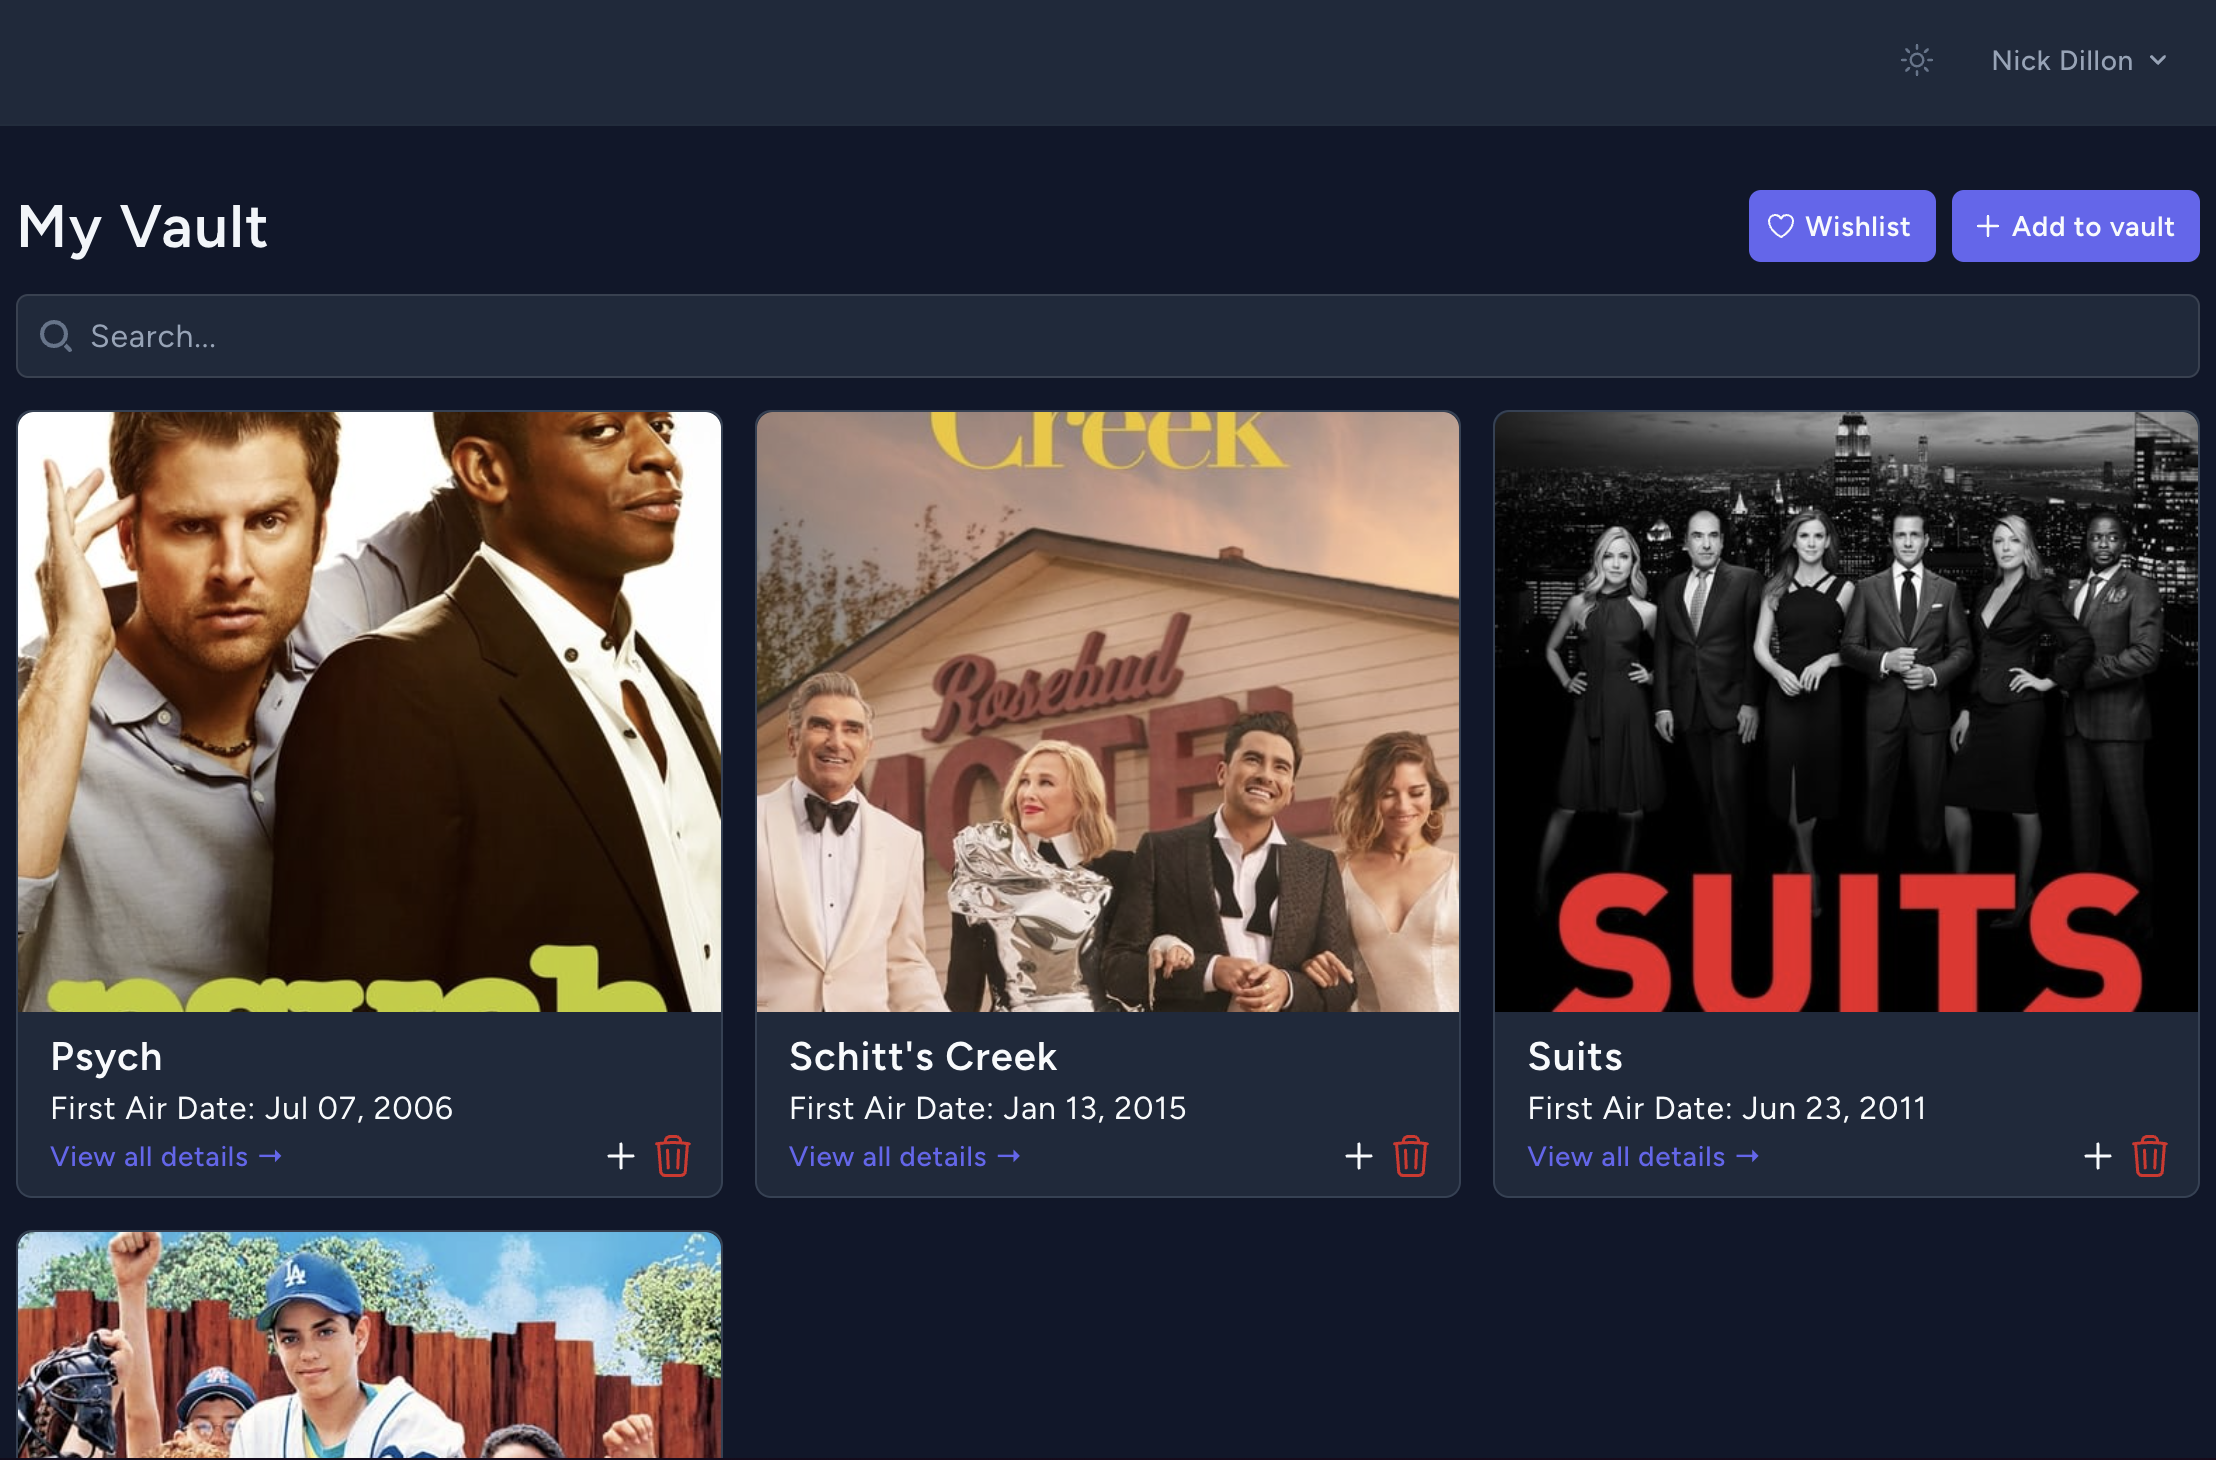 Nick Dillon
My Vault
Wishlist
Add to vault
Search...
Creek
Rosebud
MOTEL
SUITS
psych
Psych
First Air Date: Jul 07, 2006
View all details →
Schitt's Creek
First Air Date: Jan 13, 2015
View all details →
Suits
First Air Date: Jun 23, 2011
View all details →
LA